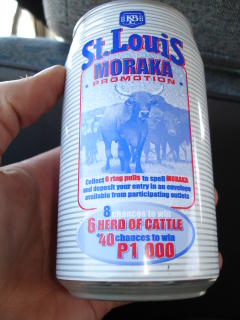 KBL
St. Louis
MORAKA
PROMOTION
Collect 6 ring pulls to spell MORAKA
and deposit your entry in an envelope
available from participating outlets
8 chances to win
6 HERD OF CATTLE
+ 40 chances to win
P1 000